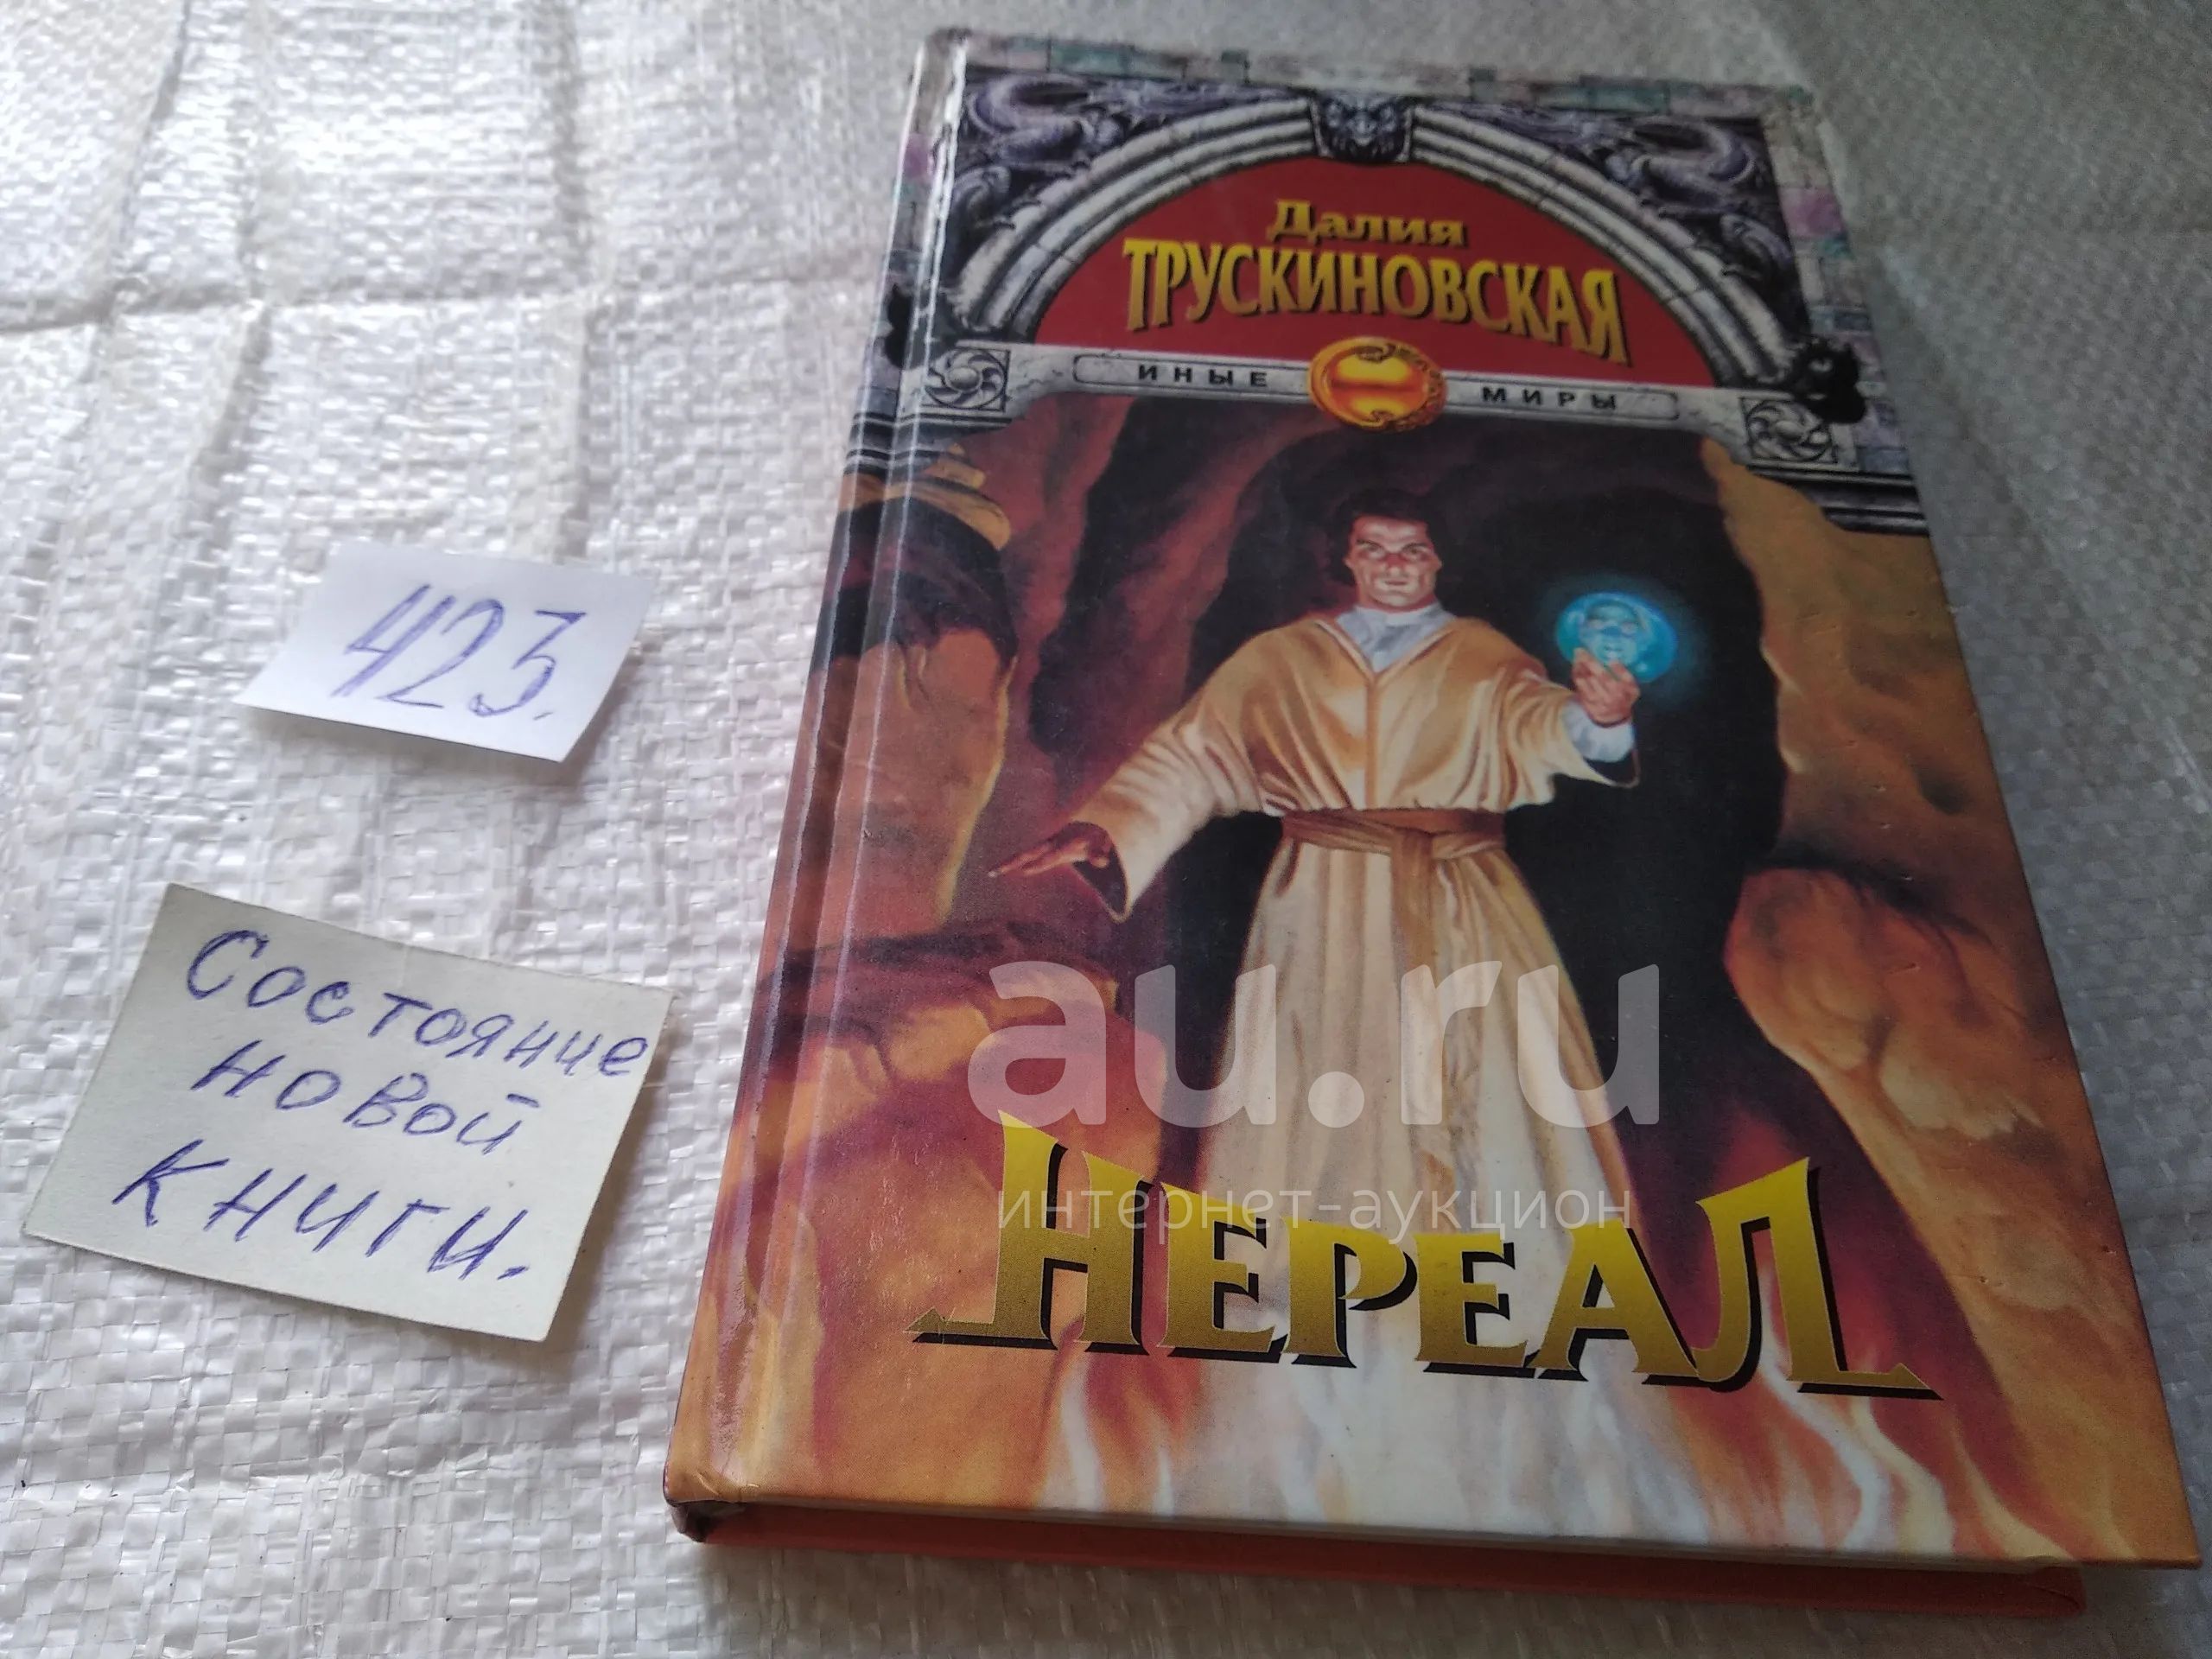 Далия
ТРУСКИНОВСКАЯ
ИНЫЕ МИРЫ
423.
Состояние
новой
книги.
au.ru
интернет-аукцион
НЕРЕАЛ